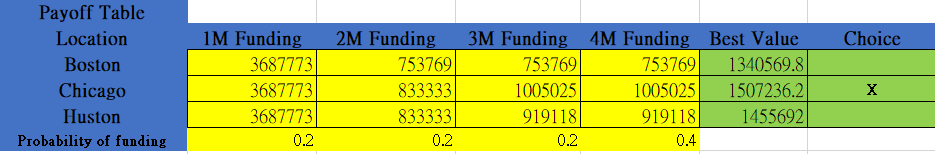 Payoff Table
Location 1M Funding 2M Funding 3M Funding 4M Funding Best Value Choice
Boston 3687773 753769 753769 753769 1340569.8
Chicago 3687773 833333 1005025 1005025 1507236.2 X
Huston 3687773 833333 919118 919118 1455692
Probability of funding 0.2 0.2 0.2 0.4